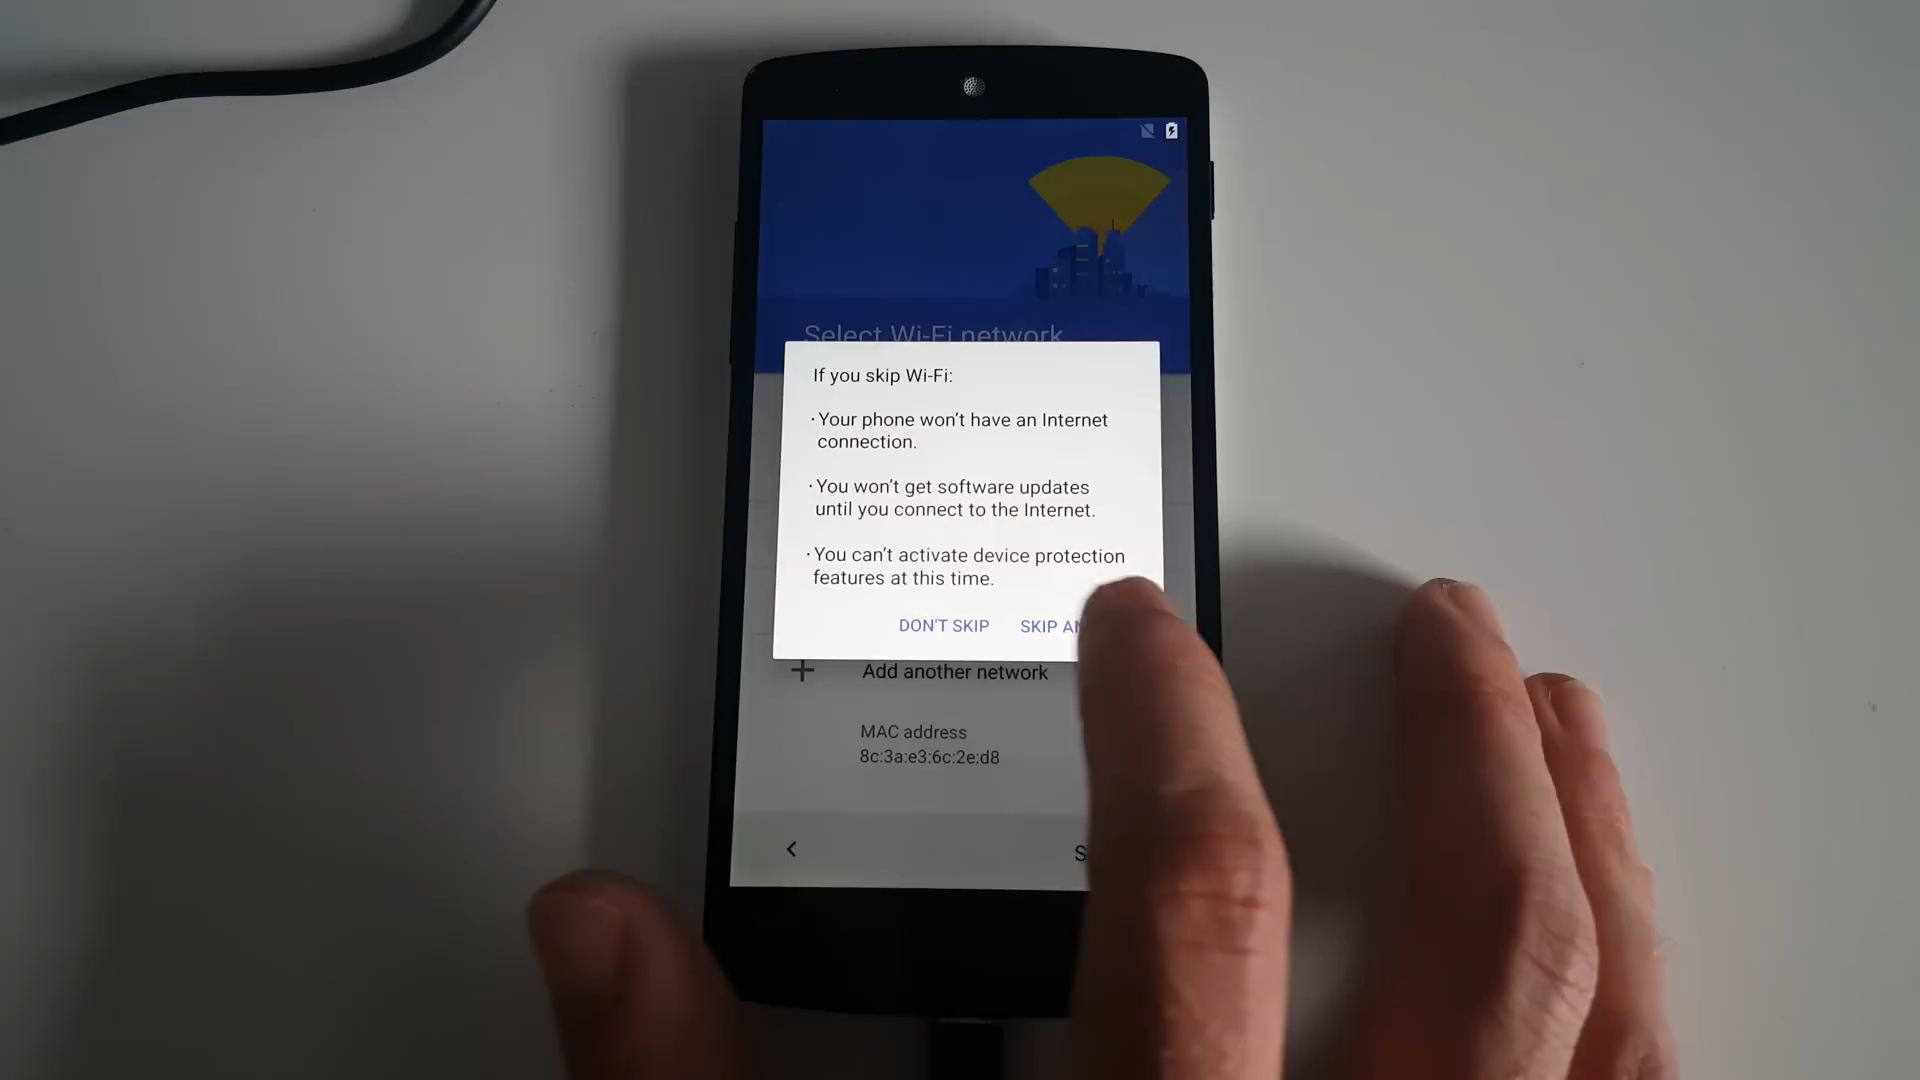 Select Wi-Fi network
If you skip Wi-Fi:
· Your phone won't have an Internet
connection.
· You won't get software updates
until you connect to the Internet.
· You can't activate device protection
features at this time.
DON'T SKIP SKIP
Add another network
MAC address
8c:3a:e3:6c:2e:d8